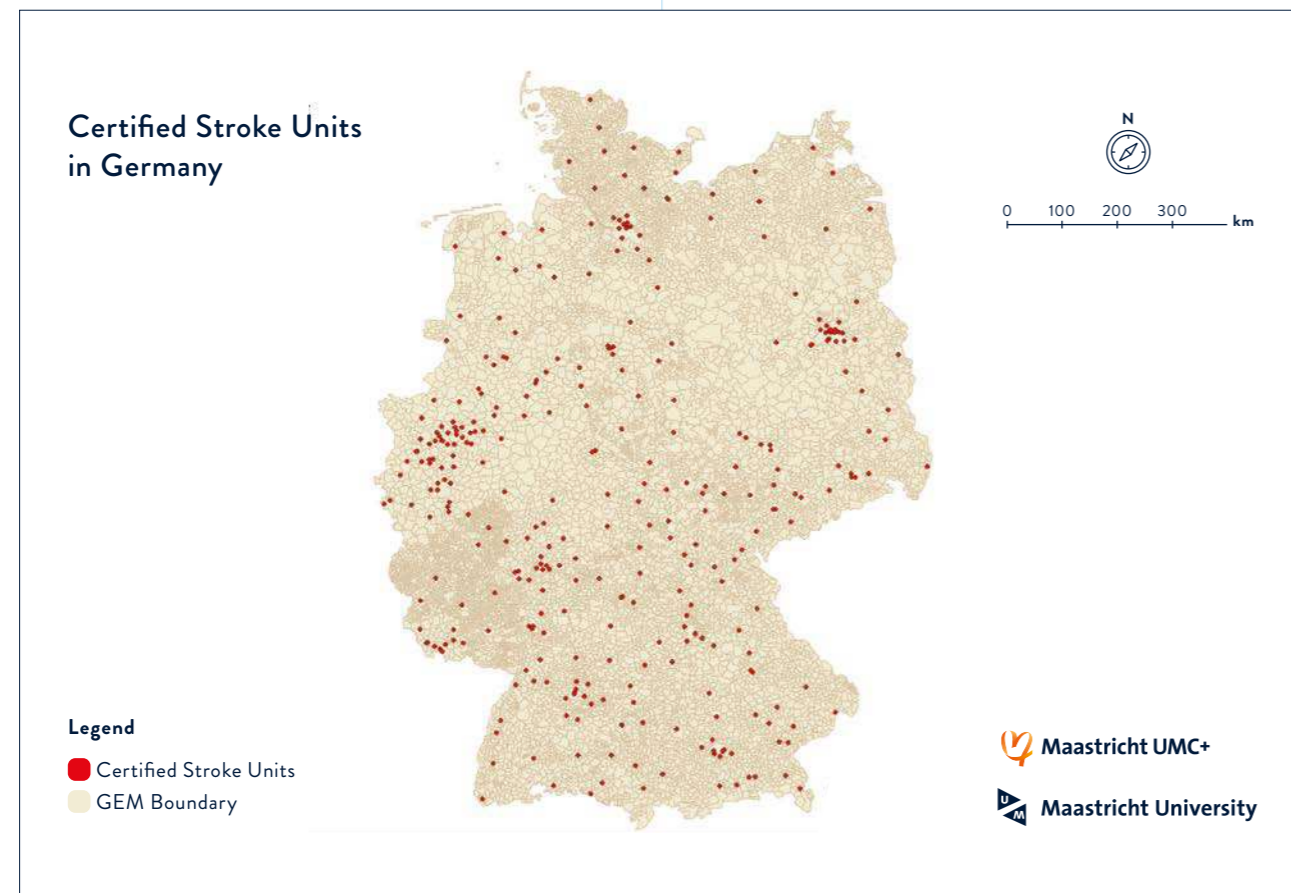 Certified Stroke Units
in Germany
N
0 100 200 300
km
Legend
Certified Stroke Units
GEM Boundary
Maastricht UMC+
U
M
Maastricht University